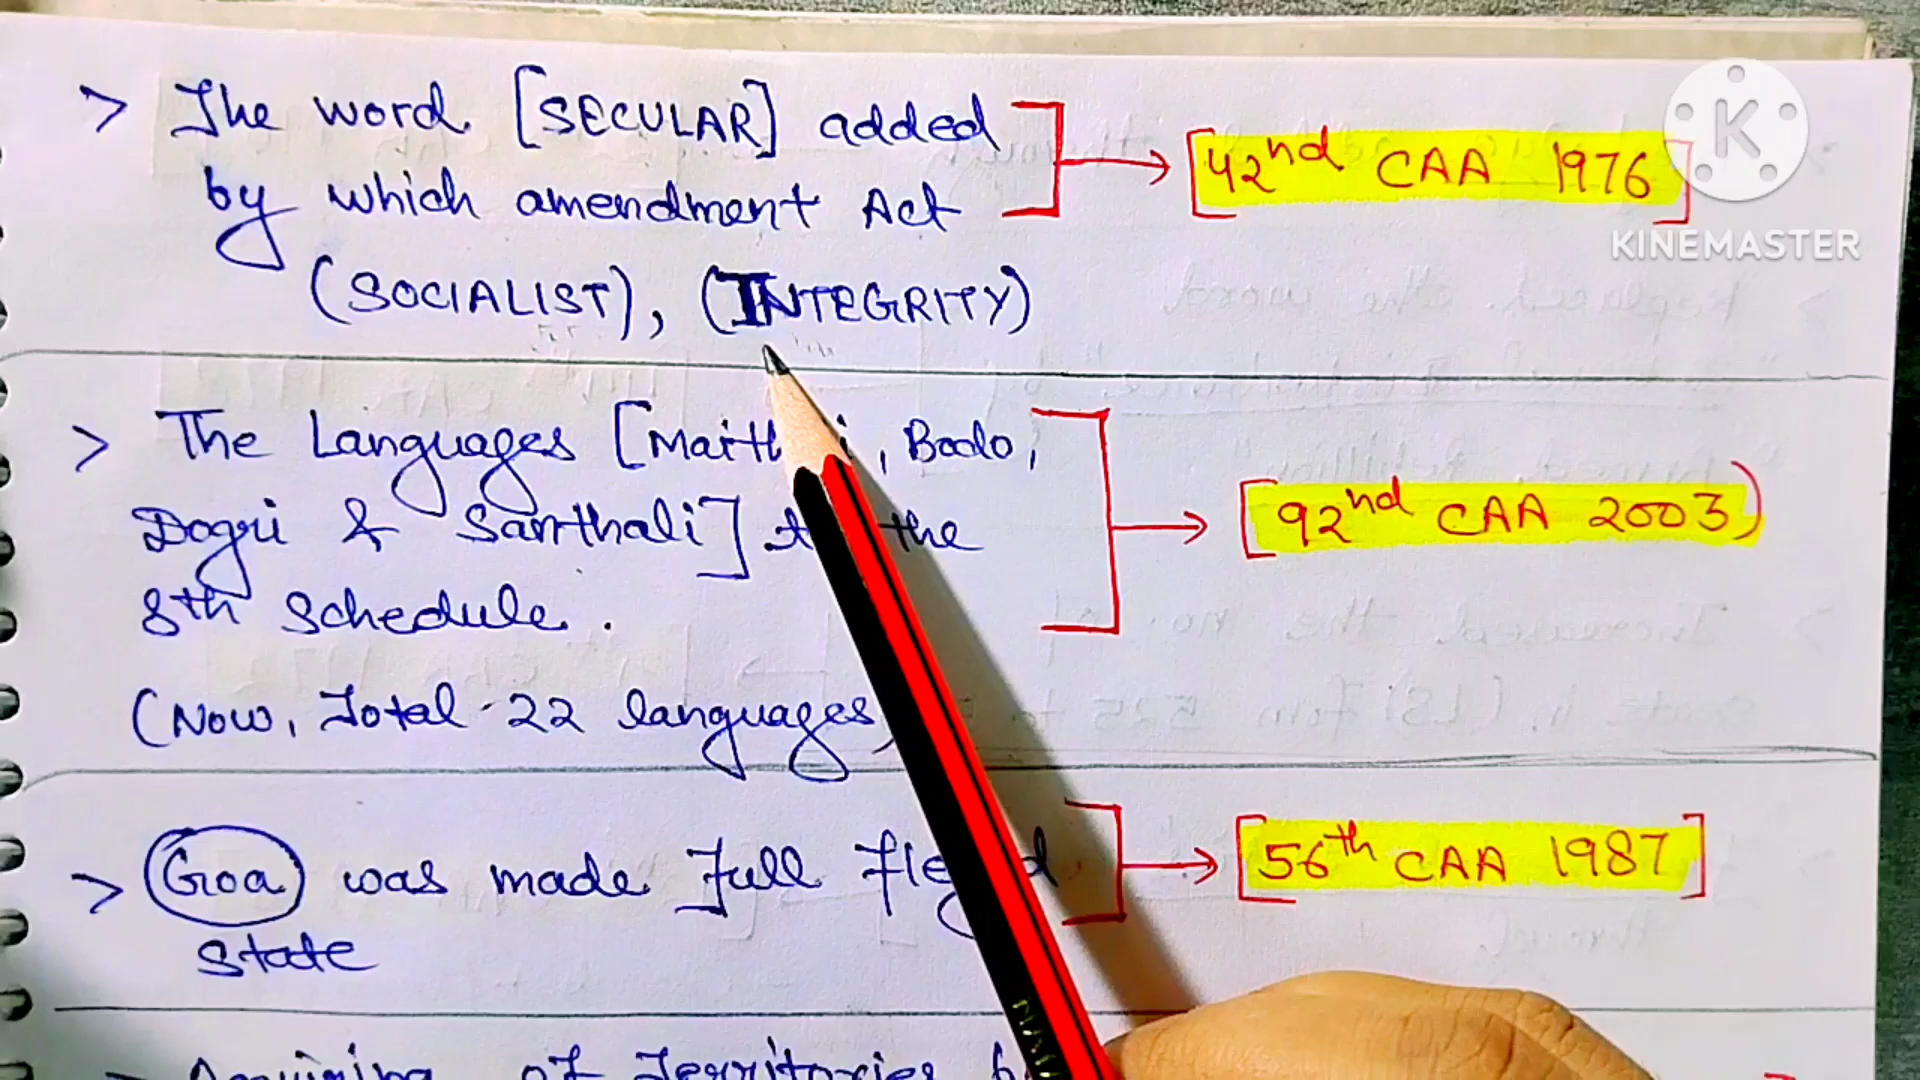 > The word [SECULAR] added
by which amendment Act
(SOCIALIST), (INTEGRITY)
→ [42nd CAA 1976]
K
KINEMASTER
> The Languages [Maith i, Bodo,
Dogri & Santhali] the
8th Schedule.
(Now, Total 22 languages
→ [92nd CAA 2003)
> Goa was made Full
state
→ [56th CAA 1987]
of Territories